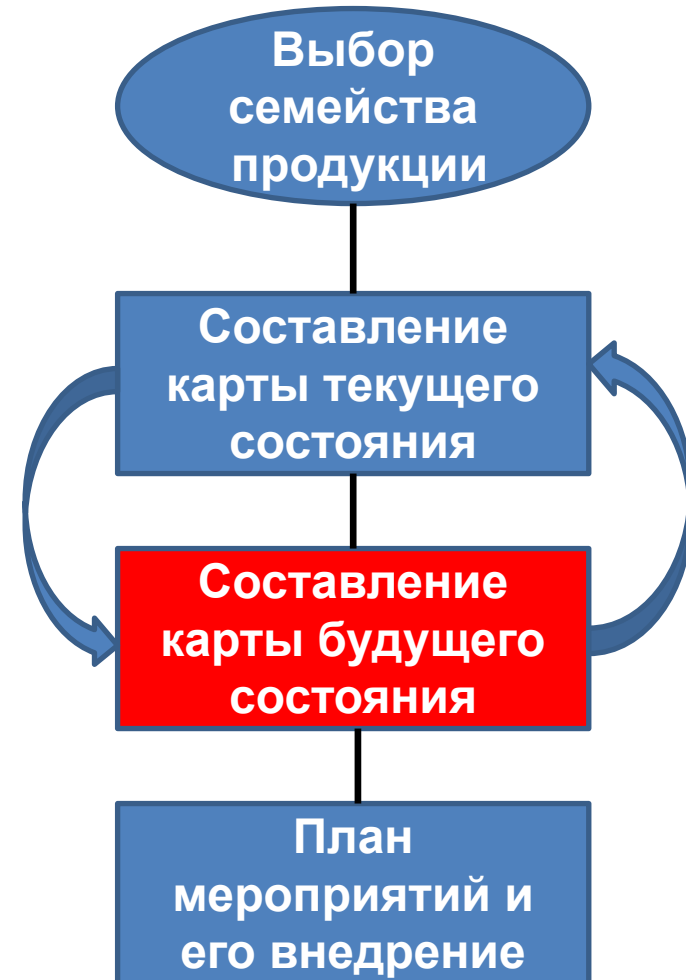 Выбор
семейства
продукции
Составление
карты текущего
состояния
Составление
карты будущего
состояния
План
мероприятий и
его внедрение